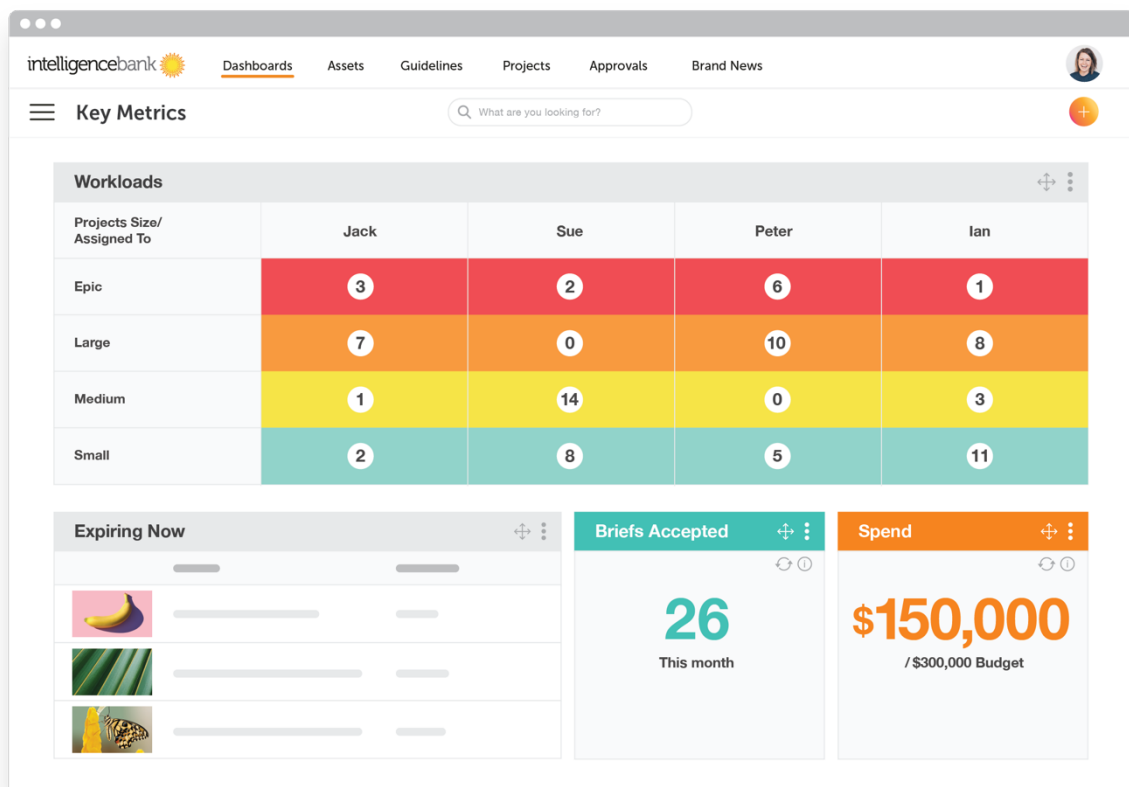 intelligencebank
Dashboards Assets Guidelines Projects Approvals Brand News
Key Metrics
What are you looking for?
Workloads
Projects Size/
Assigned To
Jack Sue Peter Ian
Epic 3 2 6 1
Large 7 0 10 8
Medium 1 14 0 3
Small 2 8 5 11
Expiring Now
Briefs Accepted
26
This month
Spend
$150,000
/ $300,000 Budget